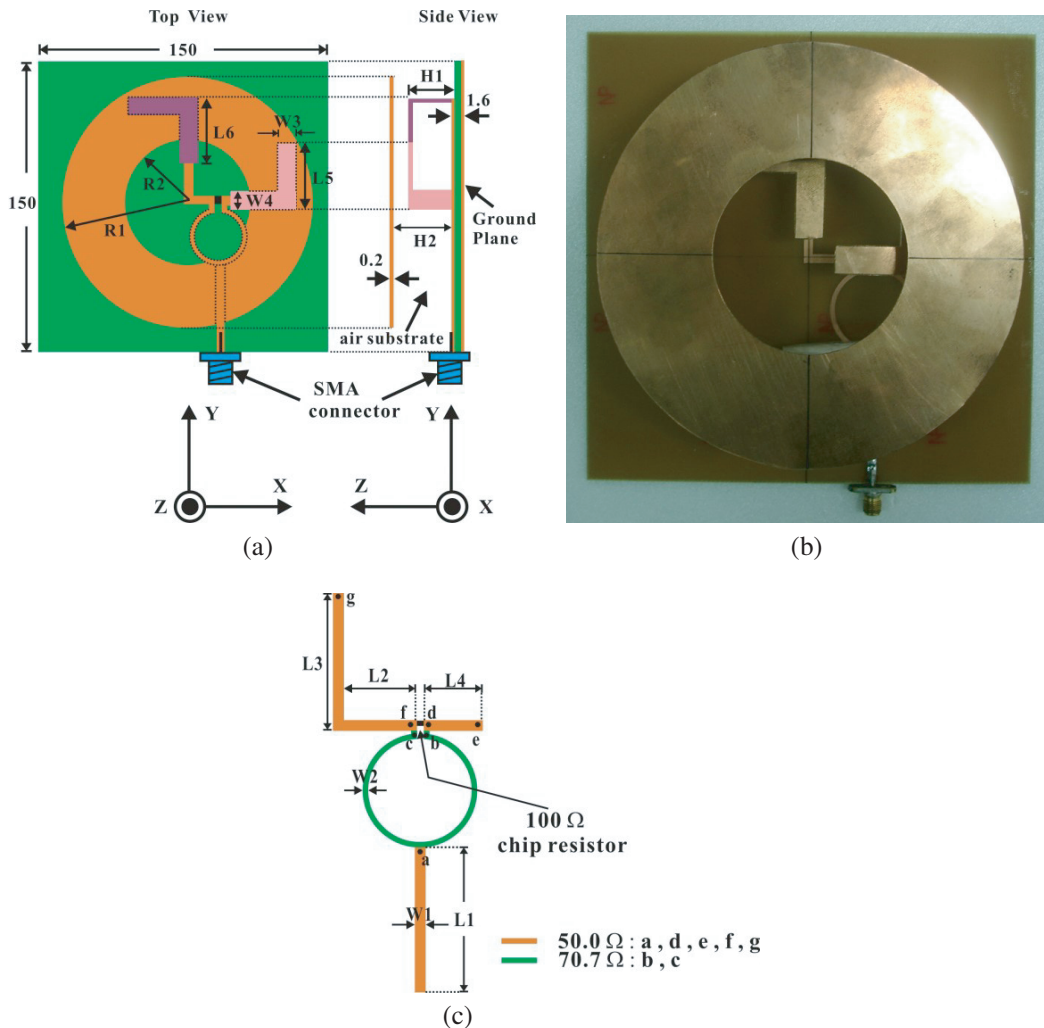 Top View
Side View
150
H1
1.6
W3
L6
L5
R2
W4
150
R1
Ground
Plane
H2
0.2
air substrate
SMA
connector
Y
Y
Z
X
Z
X
(a)
(b)
g
L3
L2
L4
f
d
e
c
b
W2
100 Ω
chip resistor
a
W1
L1
50.0 Ω : a , d , e , f , g
70.7 Ω : b , c
(c)